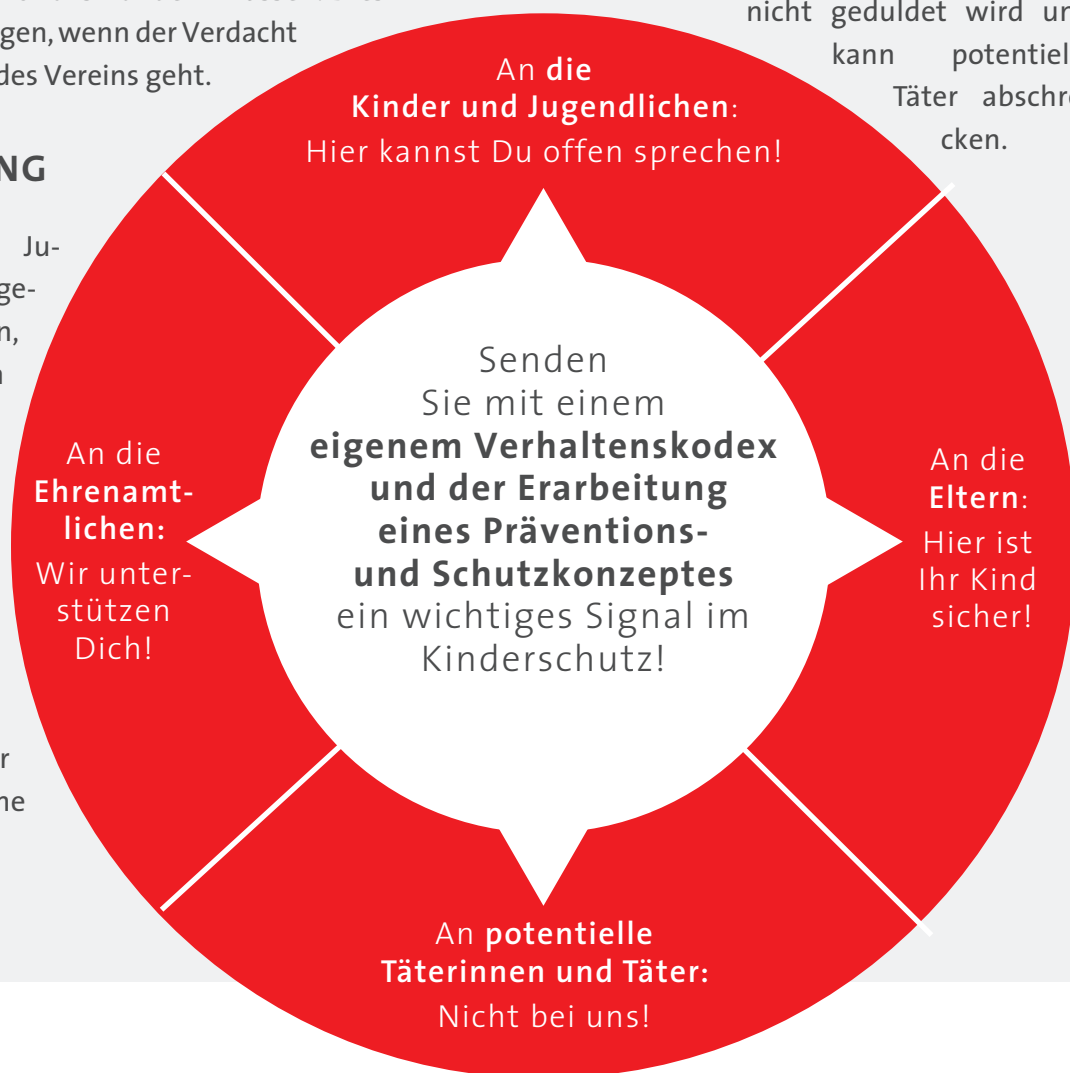 gen, wenn der Verdacht
des Vereins geht.
NG
Ju-
ge-
n,
r
ne
nicht geduldet wird un
kann potentiel
Täter abschre
cken.
An die
Kinder und Jugendlichen:
Hier kannst Du offen sprechen!
An die
Ehrenamt-
lichen:
Wir unter-
stützen
Dich!
Senden
Sie mit einem
eigenem Verhaltenskodex
und der Erarbeitung
eines Präventions-
und Schutzkonzeptes
ein wichtiges Signal im
Kinderschutz!
An die
Eltern:
Hier ist
Ihr Kind
sicher!
An potentielle
Täterinnen und Täter:
Nicht bei uns!